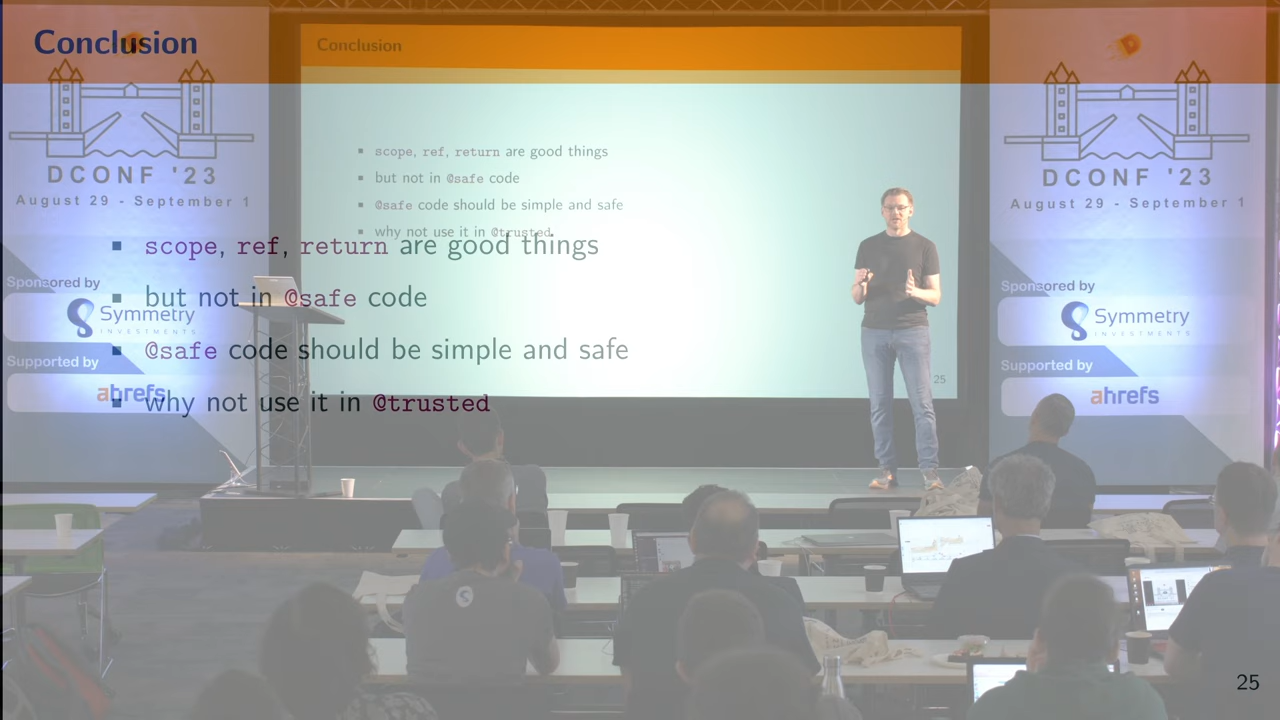 Conclusion
scope, ref, return are good things
but not in @safe code
@safe code should be simple and safe
why not use it in @trusted
25
Conclusion
scope, ref, return are good things
but not in @safe code
@safe code should be simple and safe
why not use it in @trusted
25
DCONF '23
August 29 - September 1
Sponsored by
Symmetry
INVESTMENTS
Supported by
ahrefs
DCONF '23
August 29 - September 1
Sponsored by
Symmetry
INVESTMENTS
Supported by
ahrefs